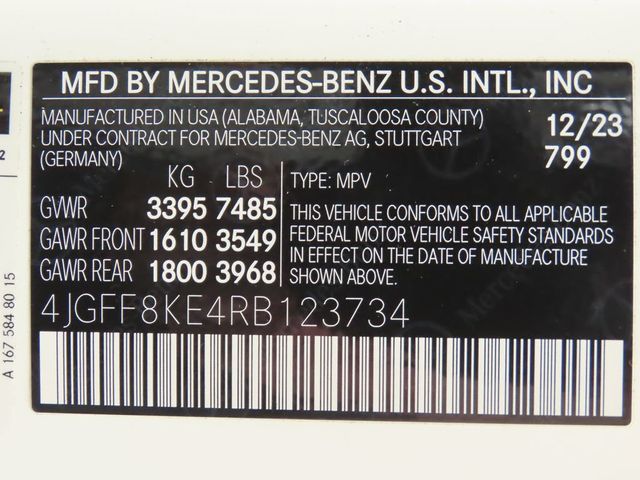 MFD BY MERCEDES-BENZ U.S. INTL., INC
MANUFACTURED IN USA (ALABAMA, TUSCALOOSA COUNTY)
UNDER CONTRACT FOR MERCEDES-BENZ AG, STUTTGART
(GERMANY)
12/23
799
KG LBS
GVWR 3395 7485
GAWR FRONT 1610 3549
GAWR REAR 1800 3968
TYPE: MPV
THIS VEHICLE CONFORMS TO ALL APPLICABLE
FEDERAL MOTOR VEHICLE SAFETY STANDARDS
IN EFFECT ON THE DATE OF MANUFACTURE
SHOWN ABOVE.
4JGFF8KE4RB123734
A 167 584 80 15
2